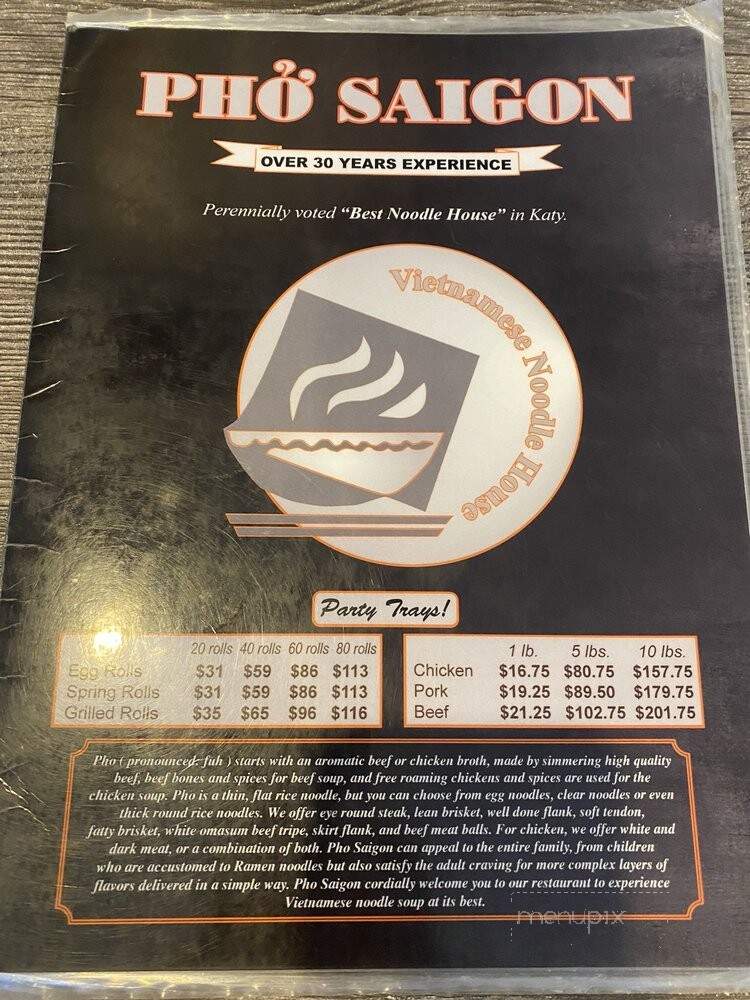 PHỞ SAIGON
OVER 30 YEARS EXPERIENCE
Perennially voted “Best Noodle House” in Katy.
Vietnamese Noodle House
Party Trays!
20 rolls 40 rolls 60 rolls 80 rolls
Egg Rolls $31 $59 $86 $113
Spring Rolls $31 $59 $86 $113
Grilled Rolls $35 $65 $96 $116
1 lb. 5 lbs. 10 lbs.
Chicken $16.75 $80.75 $157.75
Pork $19.25 $89.50 $179.75
Beef $21.25 $102.75 $201.75
Pho ( pronounced: fuh ) starts with an aromatic beef or chicken broth, made by simmering high quality
beef, beef bones and spices for beef soup, and free roaming chickens and spices are used for the
chicken soup. Pho is a thin, flat rice noodle, but you can choose from egg noodles, clear noodles or even
thick round rice noodles. We offer eye round steak, lean brisket, well done flank, soft tendon,
fatty brisket, white omasum beef tripe, skirt flank, and beef meat balls. For chicken, we offer white and
dark meat, or a combination of both. Pho Saigon can appeal to the entire family, from children
who are accustomed to Ramen noodles but also satisfy the adult craving for more complex layers of
flavors delivered in a simple way. Pho Saigon cordially welcome you to our restaurant to experience
Vietnamese noodle soup at its best.
menupix